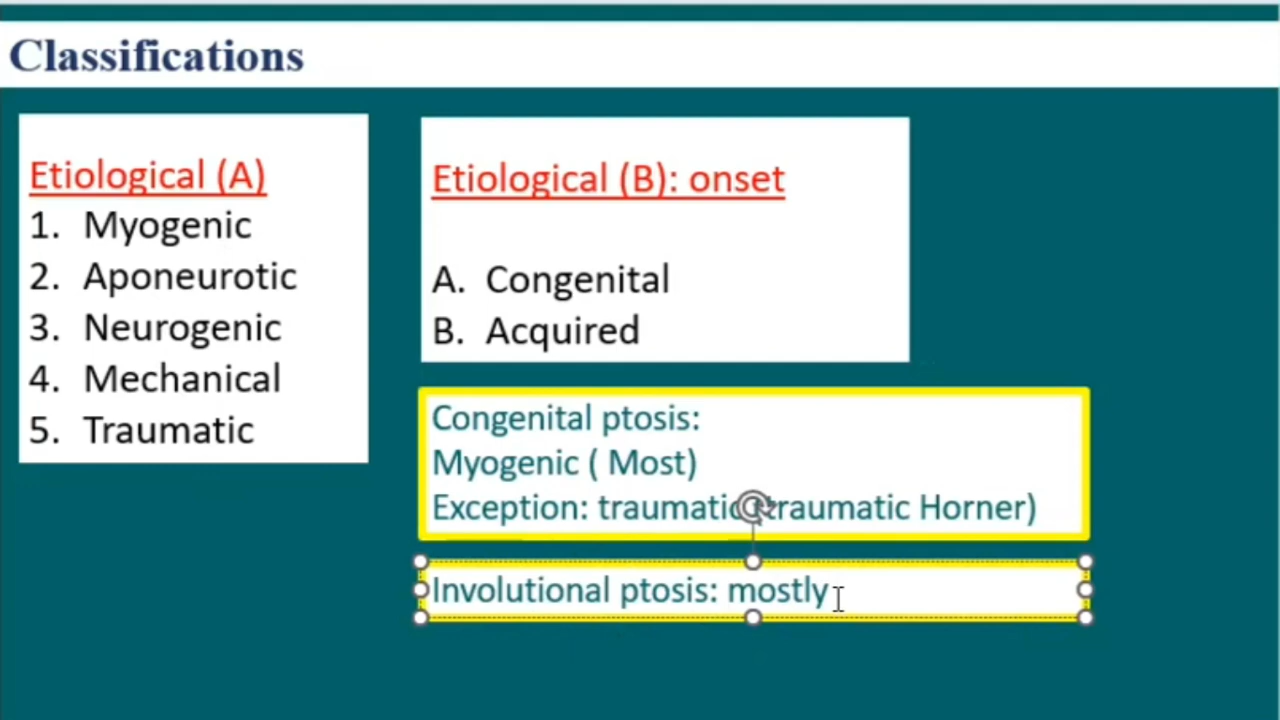 Classifications
Etiological (A)
1. Myogenic
2. Aponeurotic
3. Neurogenic
4. Mechanical
5. Traumatic
Etiological (B): onset
A. Congenital
B. Acquired
Congenital ptosis:
Myogenic ( Most)
Exception: traumatic traumatic Horner)
Involutional ptosis: mostly